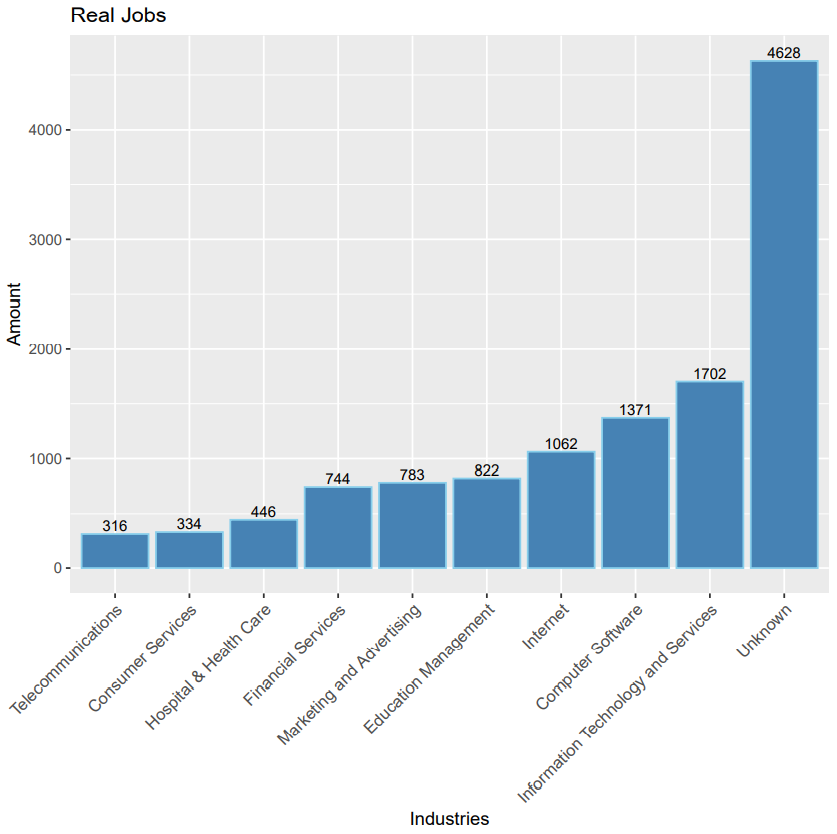 Real Jobs
Amount
4000
3000
2000
1000
0
316
334
446
744
783
822
1062
1371
1702
4628
Telecommunications
Consumer Services
Hospital & Health Care
Financial Services
Marketing and Advertising
Education Management
Internet
Computer Software
Information Technology and Services
Unknown
Industries